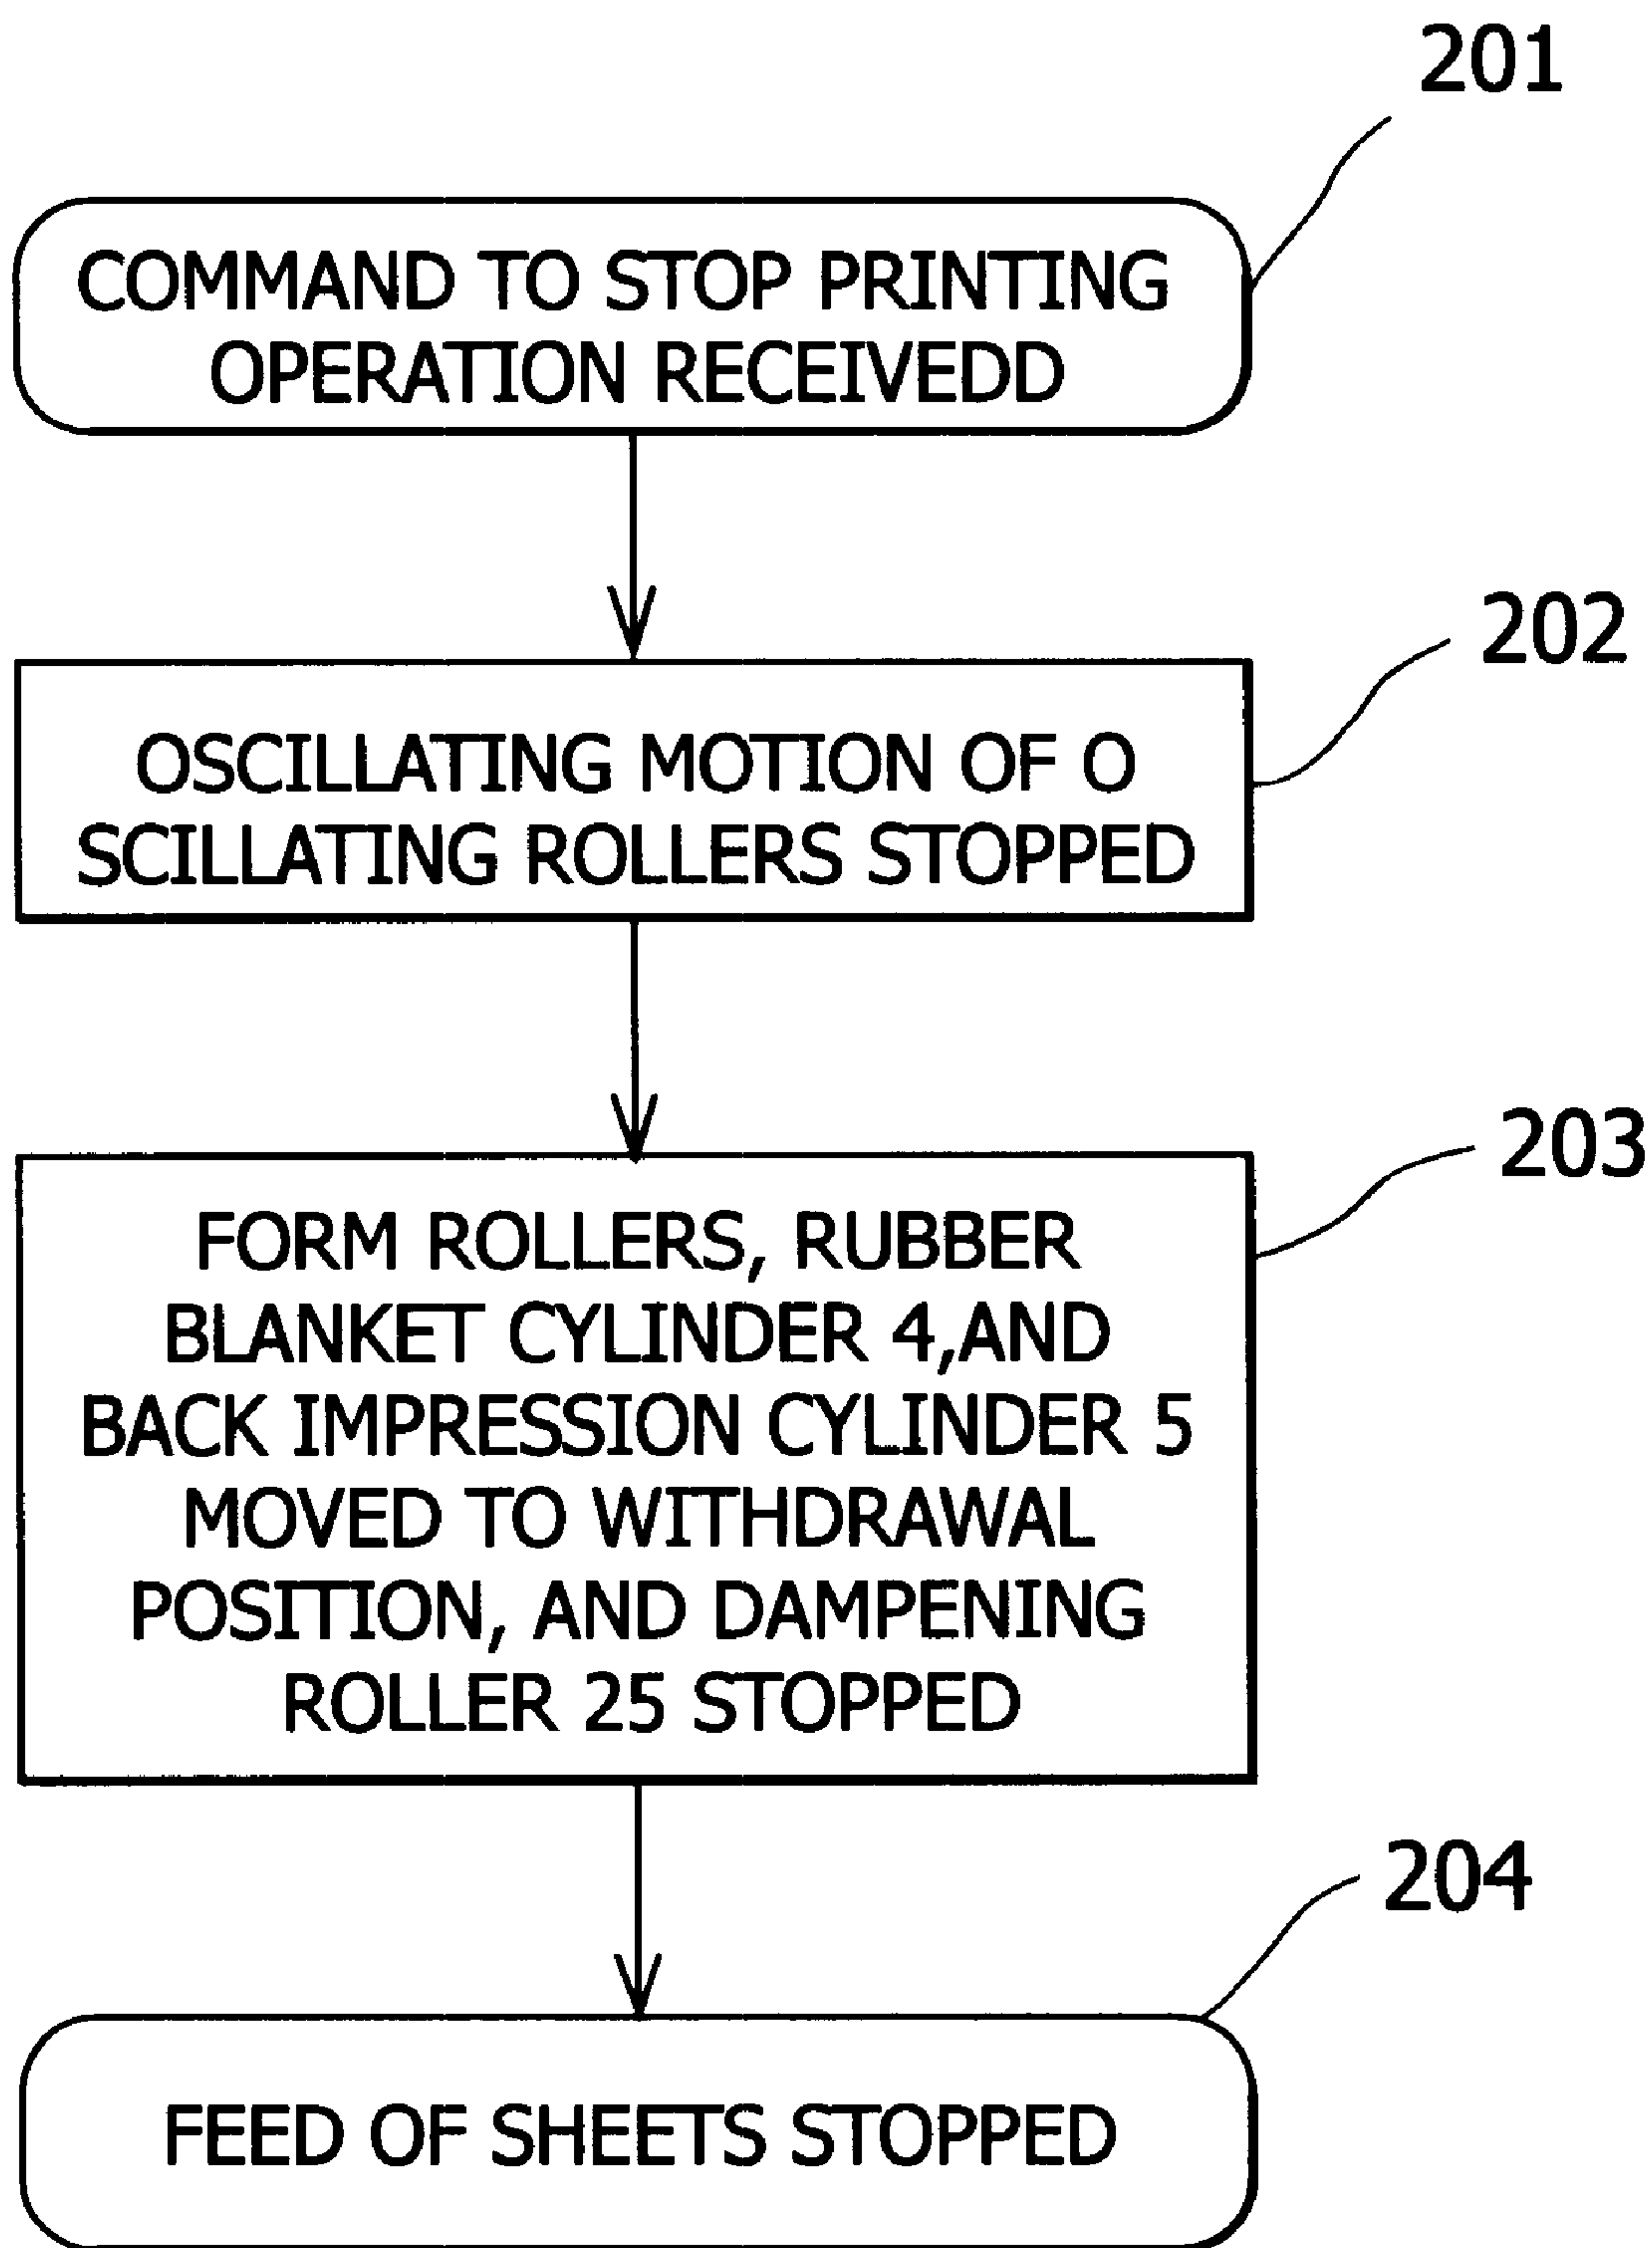 201
COMMAND TO STOP PRINTING
OPERATION RECEIVEDD
202
OSCILLATING MOTION OF O
SCILLATING ROLLERS STOPPED
203
FORM ROLLERS, RUBBER
BLANKET CYLINDER 4,AND
BACK IMPRESSION CYLINDER 5
MOVED TO WITHDRAWAL
POSITION, AND DAMPENING
ROLLER 25 STOPPED
204
FEED OF SHEETS STOPPED